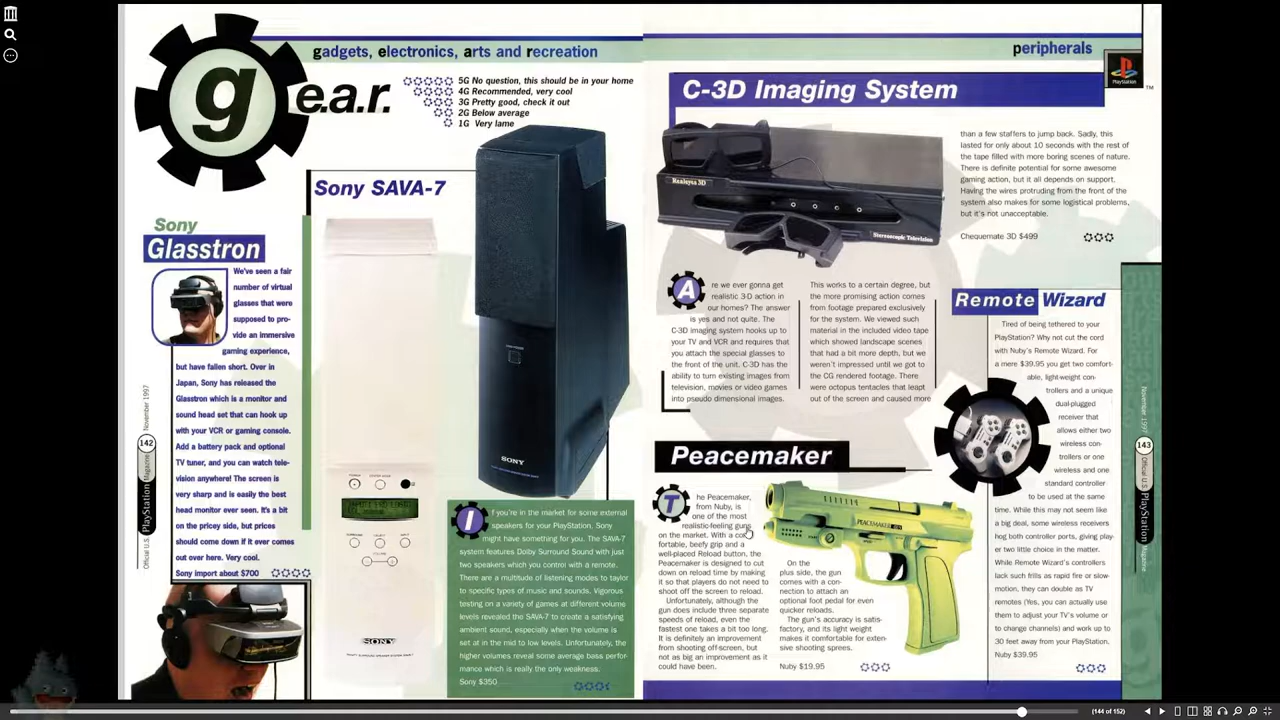 g
e.a.r.
gadgets, electronics, arts and recreation
5G No question, this should be in your home
4G Recommended, very cool
3G Pretty good, check it out
2G Below average
1G Very lame
Sony
Glasstron
We've seen a fair
number of virtual
glasses that were
supposed to pro-
vide an immersive
gaming experience,
but have fallen short. Over in
Japan, Sony has released the
Glasstron which is a monitor and
sound head set that can hook up
with your VCR or gaming console.
Add a battery pack and optional
TV tuner, and you can watch tele-
vision anywhere! The screen is
very sharp and is easily the best
head monitor ever seen. It's a bit
on the pricey side, but prices
should come down if it ever comes
out over here. Very cool.
Sony import about $700
November 1997
142
Official U.S. PlayStation Magazine
Sony SAVA-7
SONY
SONY
If you're in the market for some external
speakers for your PlayStation, Sony
might have something for you. The SAVA-7
system features Dolby Surround Sound with just
two speakers which you control with a remote.
There are a multitude of listening modes to taylor
to specific types of music and sounds. Vigorous
testing on a variety of games at different volume
levels revealed the SAVA-7 to create a satisfying
ambient sound, especially when the volume is
set at in the mid to low levels. Unfortunately, the
higher volumes reveal some average bass perfor-
mance which is really the only weakness.
Sony $350
peripherals
PlayStation
TM
C-3D Imaging System
Realeyes 3D
Stereoscopic Television
Are we ever gonna get
realistic 3-D action in
our homes? The answer
is yes and not quite. The
C-3D imaging system hooks up to
your TV and VCR and requires that
you attach the special glasses to
the front of the unit. C-3D has the
ability to turn existing images from
television, movies or video games
into pseudo dimensional images.
This works to a certain degree, but
the more promising action comes
from footage prepared exclusively
for the system. We viewed such
material in the included video tape
which showed landscape scenes
that had a bit more depth, but we
weren't impressed until we got to
the CG rendered footage. There
were octopus tentacles that leapt
out of the screen and caused more
than a few staffers to jump back. Sadly, this
lasted for only about 10 seconds with the rest of
the tape filled with more boring scenes of nature.
There is definite potential for some awesome
gaming action, but it all depends on support.
Having the wires protruding from the front of the
system also makes for some logistical problems,
but it's not unacceptable.
Chequemate 3D $499
Peacemaker
The Peacemaker,
from Nuby, is
one of the most
realistic-feeling guns
on the market. With a com-
fortable, beefy grip and a
well-placed Reload button, the
Peacemaker is designed to cut
down on reload time by making
it so that players do not need to
shoot off the screen to reload.
Unfortunately, although the
gun does include three separate
speeds of reload, even the
fastest one takes a bit too long.
It is definitely an improvement
from shooting off-screen, but
not as big an improvement as it
could have been.
PEACEMAKER
On the
plus side, the gun
comes with a con-
nection to attach an
optional foot pedal for even
quicker reloads.
The gun's accuracy is satis-
factory, and its light weight
makes it comfortable for exten-
sive shooting sprees.
Nuby $19.95
Remote Wizard
Tired of being tethered to your
PlayStation? Why not cut the cord
with Nuby's Remote Wizard. For
a mere $39.95 you get two comfort-
able, light-weight con-
trollers and a unique
dual-plugged
receiver that
allows either two
wireless con-
trollers or one
wireless and one
standard controller
to be used at the same
time. While this may not seem like
a big deal, some wireless receivers
hog both controller ports, giving play-
er two little choice in the matter.
While Remote Wizard's controllers
lack such frills as rapid fire or slow-
motion, they can double as TV
remotes (Yes, you can actually use
them to adjust your TV's volume or
to change channels) and work up to
30 feet away from your PlayStation.
Nuby $39.95
November 1997
143
Official U.S. PlayStation Magazine
(144 of 152)